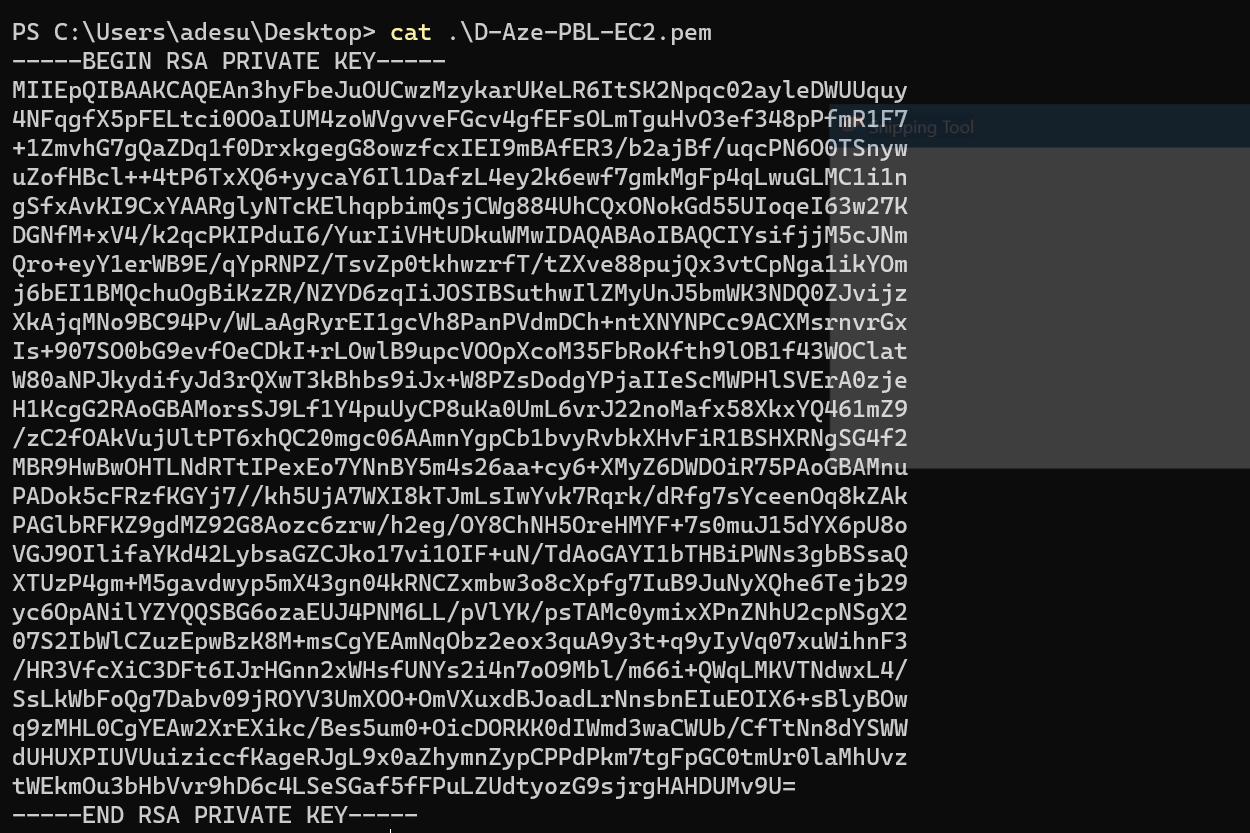 PS C:\Users\adesu\Desktop> cat .\D-Aze-PBL-EC2.pem
-----BEGIN RSA PRIVATE KEY-----
MIIEpQIBAAKCAQEAn3hyFbeJuOUCwzMzykarUKeLR6ItSK2Npqc02ayleDWUUquy
4NFqgfX5pFELtci0OOaIUM4zoWVgvveFGcv4gfEFsOLmTguHvO3ef348pPfmR1F7
Snipping Tool
+1ZmvhG7gQaZDq1f0DrxkgegG8owzfcxIEI9mBAfER3/b2ajBf/uqcPN6O0TSnyw
uZofHBcl++4tP6TxXQ6+yycaY6Il1DafzL4ey2k6ewf7gmkMgFp4qLwuGLMC1i1n
gSfxAvKI9CxYAARglyNTcKElhqpbimQsjCWg884UhCQxONokGd55UIoqeI63w27K
DGNfM+xV4/k2qcPKIPduI6/YurIiVHtUDkuWMwIDAQABAoIBAQCIYsifjjM5cJNm
Qro+eyY1erWB9E/qYpRNPZ/TsvZp0tkhwzrfT/tZXve88pujQx3vtCpNga1ikYOm
j6bEI1BMQchuOgBiKzZR/NZYD6zqIiJOSIBSuthwIlZMyUnJ5bmWK3NDQ0ZJvijz
XkAjqMNo9BC94Pv/WLaAgRyrEI1gcVh8PanPVdmDCh+ntXNYNPCc9ACXMsrnvrGx
Is+907SO0bG9evfOeCDkI+rLOwlB9upcVOOpXcoM35FbRoKfth9lOB1f43WOClat
W80aNPJkydifyJd3rQXwT3kBhbs9iJx+W8PZsDodgYPjaIIeScMWPHlSVErA0zje
H1KcgG2RAoGBAMorsSJ9Lf1Y4puUyCP8uKa0UmL6vrJ22noMafx58XkxYQ461mZ9
/zC2fOAkVujUltPT6xhQC20mgc06AAmnYgpCb1bvyRvbkXHvFiR1BSHXRNgSG4f2
MBR9HwBwOHTLNdRTtIPexEo7YNnBY5m4s26aa+cy6+XMyZ6DWDOiR75PAoGBAMnu
PADok5cFRzfKGYj7//kh5UjA7WXI8kTJmLsIwYvk7Rqrk/dRfg7sYceenOq8kZAk
PAGlbRFKZ9gdMZ92G8Aozc6zrw/h2eg/OY8ChNH5OreHMYF+7s0muJ15dYX6pU8o
VGJ9OIlifaYKd42LybsaGZCJko17vi1OIF+uN/TdAoGAYI1bTHBiPWNs3gbBSsaQ
XTUzP4gm+M5gavdwyp5mX43gn04kRNCZxmbw3o8cXpfg7IuB9JuNyXQhe6Tejb29
yc6OpANilYZYQQSBG6ozaEUJ4PNM6LL/pVlYK/psTAMc0ymixXPnZNhU2cpNSgX2
07S2IbWlCZuzEpwBzK8M+msCgYEAmNqObz2eox3quA9y3t+q9yIyVq07xuWihnF3
/HR3VfcXiC3DFt6IJrHGnn2xWHsfUNYs2i4n7oO9Mbl/m66i+QWqLMKVTNdwxL4/
SsLkWbFoQg7Dabv09jROYV3UmXOO+OmVXuxdBJoadLrNnsbnEIuEOIX6+sBlyBOw
q9zMHL0CgYEAw2XrEXikc/Bes5um0+OicDORKK0dIWmd3waCWUb/CfTtNn8dYSWW
dUHUXPIUVUuiziccfKageRJgL9x0aZhymnZypCPPdPkm7tgFpGC0tmUr0laMhUvz
tWEkmOu3bHbVvr9hD6c4LSeSGaf5fFPuLZUdtyozG9sjrgHAHDUMv9U=
-----END RSA PRIVATE KEY-----